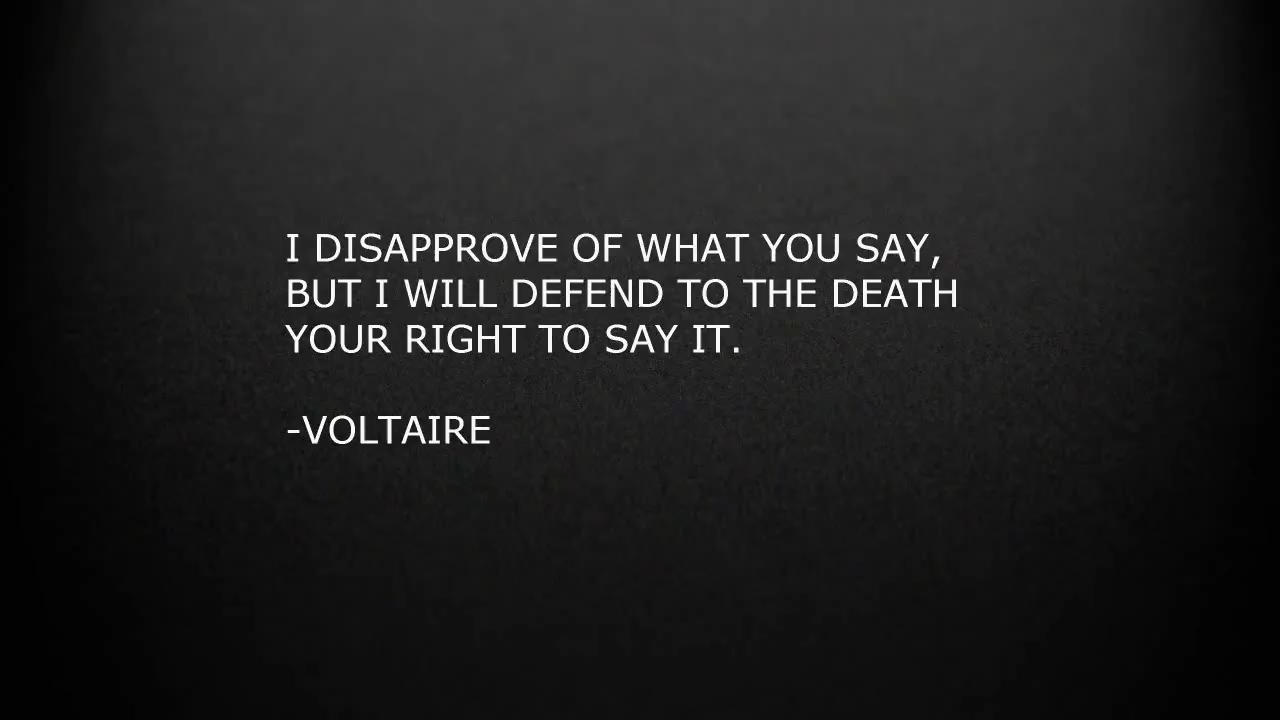 I DISAPPROVE OF WHAT YOU SAY,
BUT I WILL DEFEND TO THE DEATH
YOUR RIGHT TO SAY IT.
-VOLTAIRE